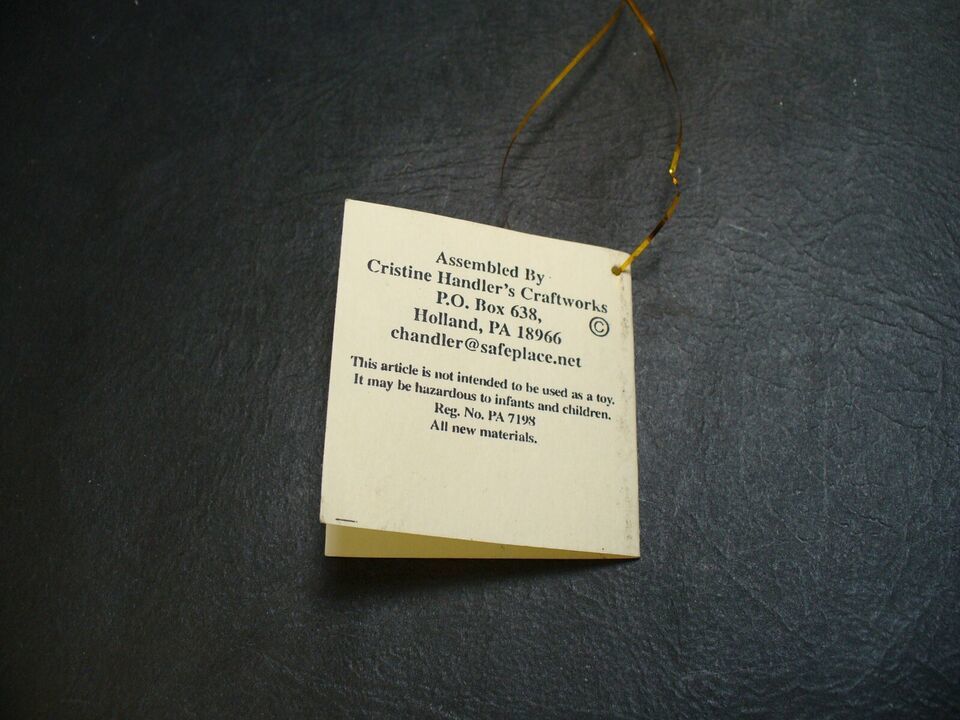 Assembled By
Cristine Handler's Craftworks
P.O. Box 638,
Holland, PA 18966 ©
chandler@safeplace.net
This article is not intended to be used as a toy.
It may be hazardous to infants and children.
Reg. No. PA 7198
All new materials.